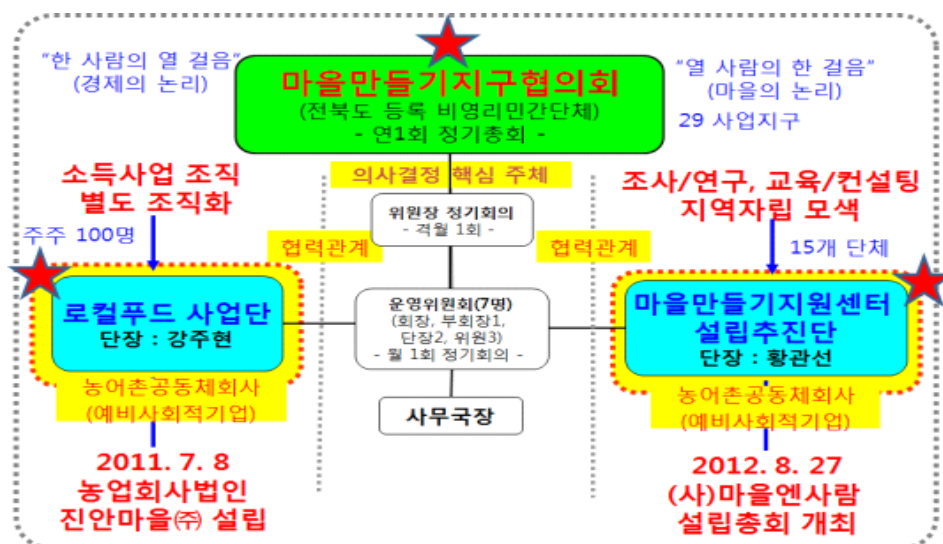 “한 사람의 열 걸음”
(경제의 논리)
마을만들기지구협의회
(전북도 등록 비영리민간단체)
- 연1회 정기총회 -
“열 사람의 한 걸음”
(마을의 논리)
29 사업지구
소득사업 조직
별도 조직화
의사결정 핵심 주체
조사/연구, 교육/컨설팅
지역자립 모색
위원장 정기회의
- 격월 1회 -
주주 100명
협력관계
협력관계
15개 단체
로컬푸드 사업단
단장 : 강주현
운영위원회(7명)
(회장, 부회장1,
단장2, 위원3)
- 월 1회 정기회의 -
마을만들기지원센터
설립추진단
단장 : 황관선
농어촌공동체회사
(예비사회적기업)
사무국장
농어촌공동체회사
(예비사회적기업)
2011. 7. 8
농업회사법인
진안마을㈜ 설립
2012. 8. 27
(사)마을엔사람
설립총회 개최